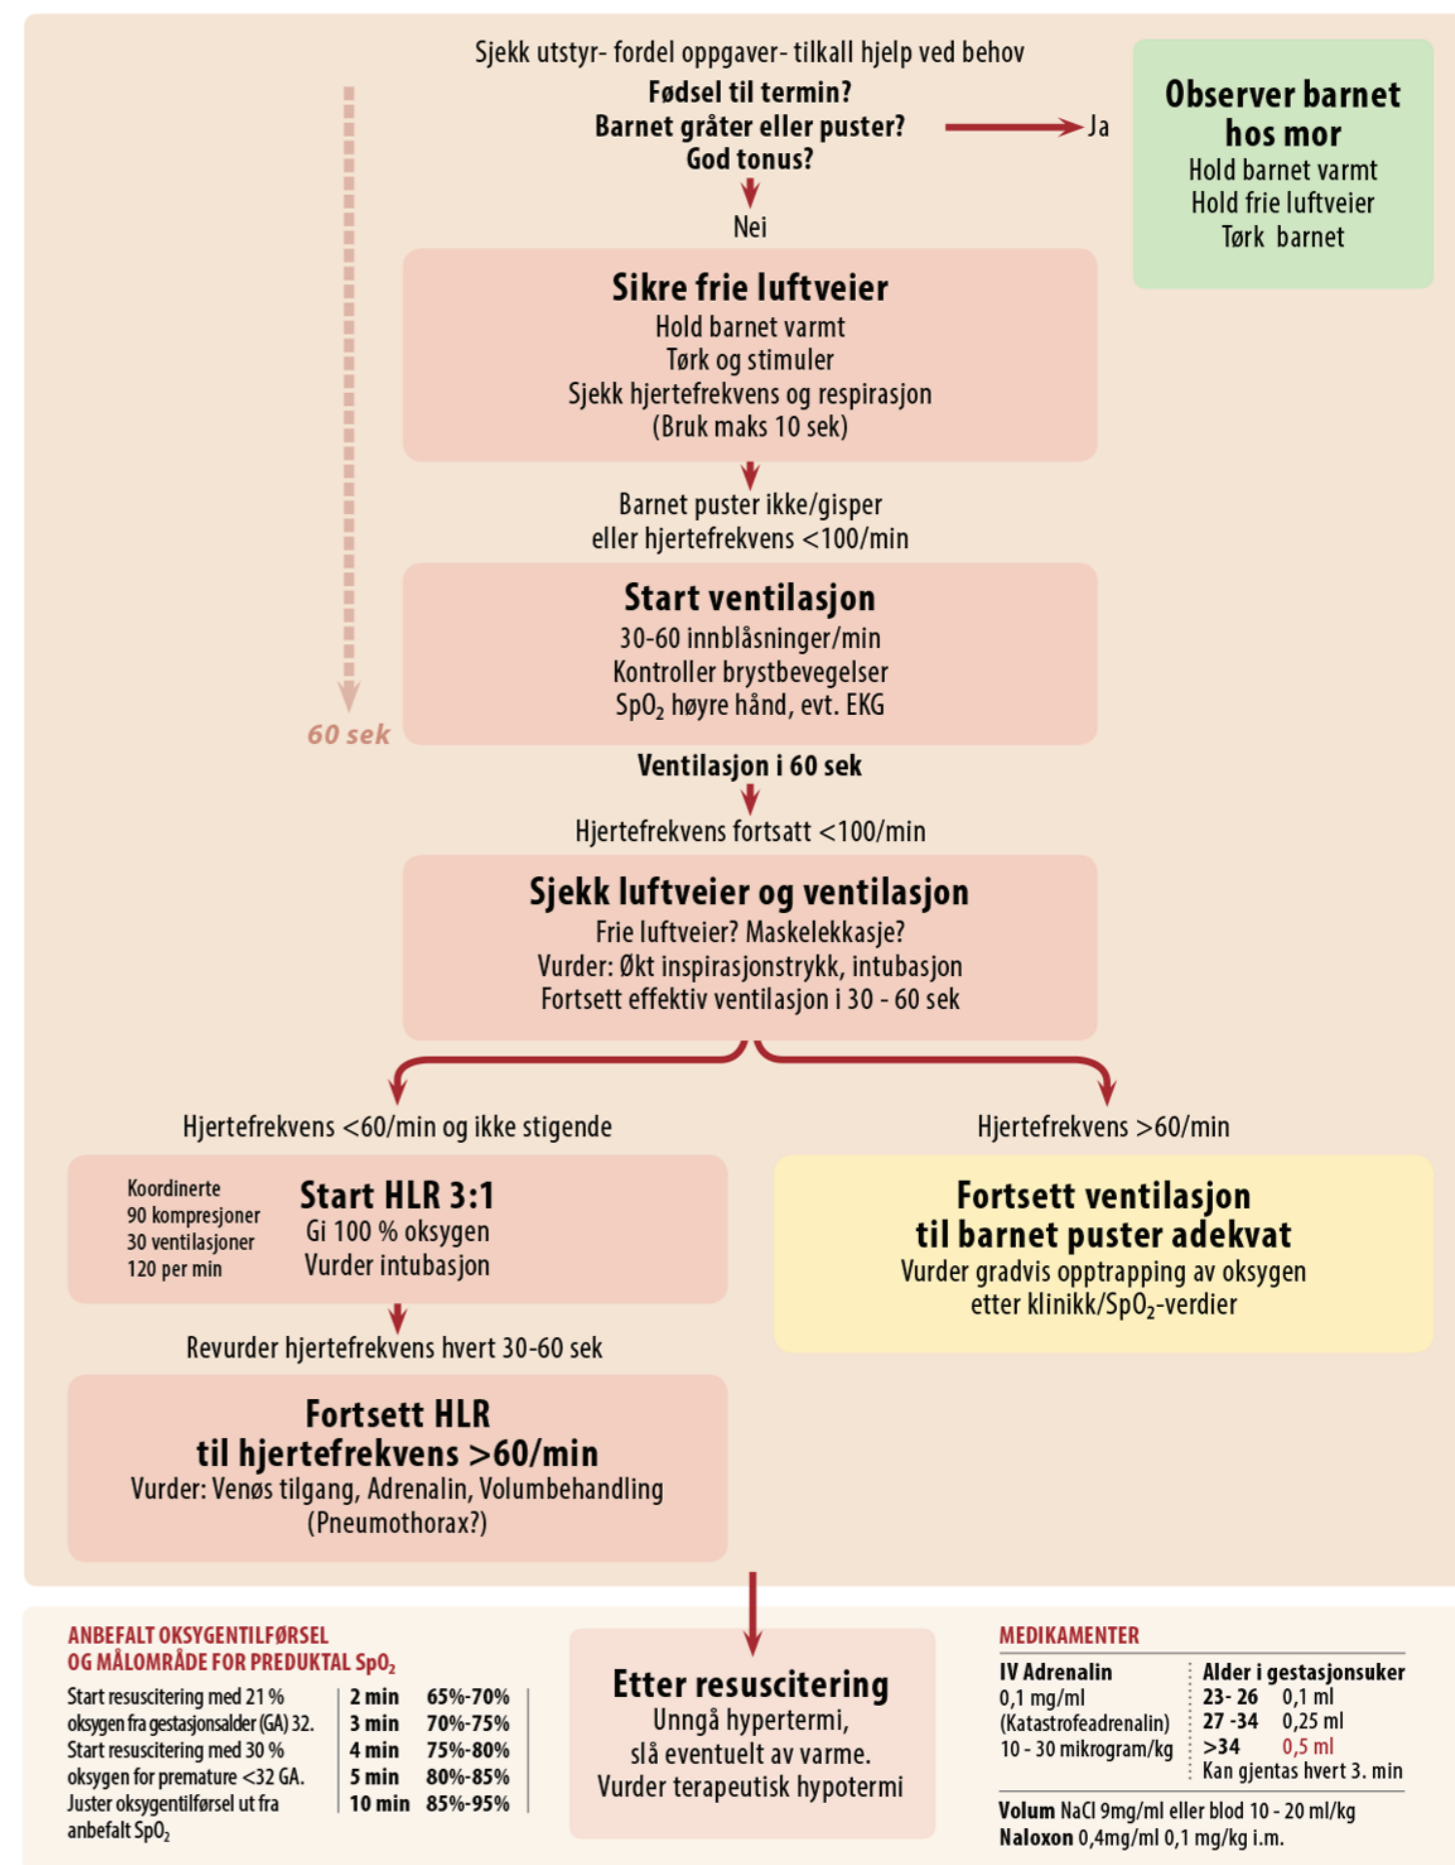 Sjekk utstyr- fordel oppgaver- tilkall hjelp ved behov
Fødsel til termin?
Barnet gråter eller puster?
God tonus?
Ja
Observer barnet
hos mor
Hold barnet varmt
Hold frie luftveier
Tørk barnet
Nei
Sikre frie luftveier
Hold barnet varmt
Tørk og stimuler
Sjekk hjertefrekvens og respirasjon
(Bruk maks 10 sek)
Barnet puster ikke/gisper
eller hjertefrekvens <100/min
Start ventilasjon
30-60 innblåsninger/min
Kontroller brystbevegelser
SpO₂ høyre hånd, evt. EKG
60 sek
Ventilasjon i 60 sek
Hjertefrekvens fortsatt <100/min
Sjekk luftveier og ventilasjon
Frie luftveier? Maskelekkasje?
Vurder: Økt inspirasjonstrykk, intubasjon
Fortsett effektiv ventilasjon i 30 - 60 sek
Hjertefrekvens <60/min og ikke stigende
Koordinerte
90 kompresjoner
30 ventilasjoner
120 per min
Start HLR 3:1
Gi 100 % oksygen
Vurder intubasjon
Revurder hjertefrekvens hvert 30-60 sek
Fortsett HLR
til hjertefrekvens >60/min
Vurder: Venøs tilgang, Adrenalin, Volumbehandling
(Pneumothorax?)
Hjertefrekvens >60/min
Fortsett ventilasjon
til barnet puster adekvat
Vurder gradvis opptrapping av oksygen
etter klinikk/SpO₂-verdier
ANBEFALT OKSYGENTILFØRSEL
OG MÅLOMRÅDE FOR PREDUKTAL SpO₂
Start resuscitering med 21 %
oksygen fra gestasjonsalder (GA) 32.
Start resuscitering med 30 %
oksygen for premature <32 GA.
Juster oksygentilførsel ut fra
anbefalt SpO₂
2 min 65%-70%
3 min 70%-75%
4 min 75%-80%
5 min 80%-85%
10 min 85%-95%
Etter resuscitering
Unngå hypertermi,
slå eventuelt av varme.
Vurder terapeutisk hypotermi
MEDIKAMENTER
IV Adrenalin
0,1 mg/ml
(Katastrofeadrenalin)
10 - 30 mikrogram/kg
Alder i gestasjonsuker
23- 26 0,1 ml
27 -34 0,25 ml
>34 0,5 ml
Kan gjentas hvert 3. min
Volum NaCl 9mg/ml eller blod 10 - 20 ml/kg
Naloxon 0,4mg/ml 0,1 mg/kg i.m.